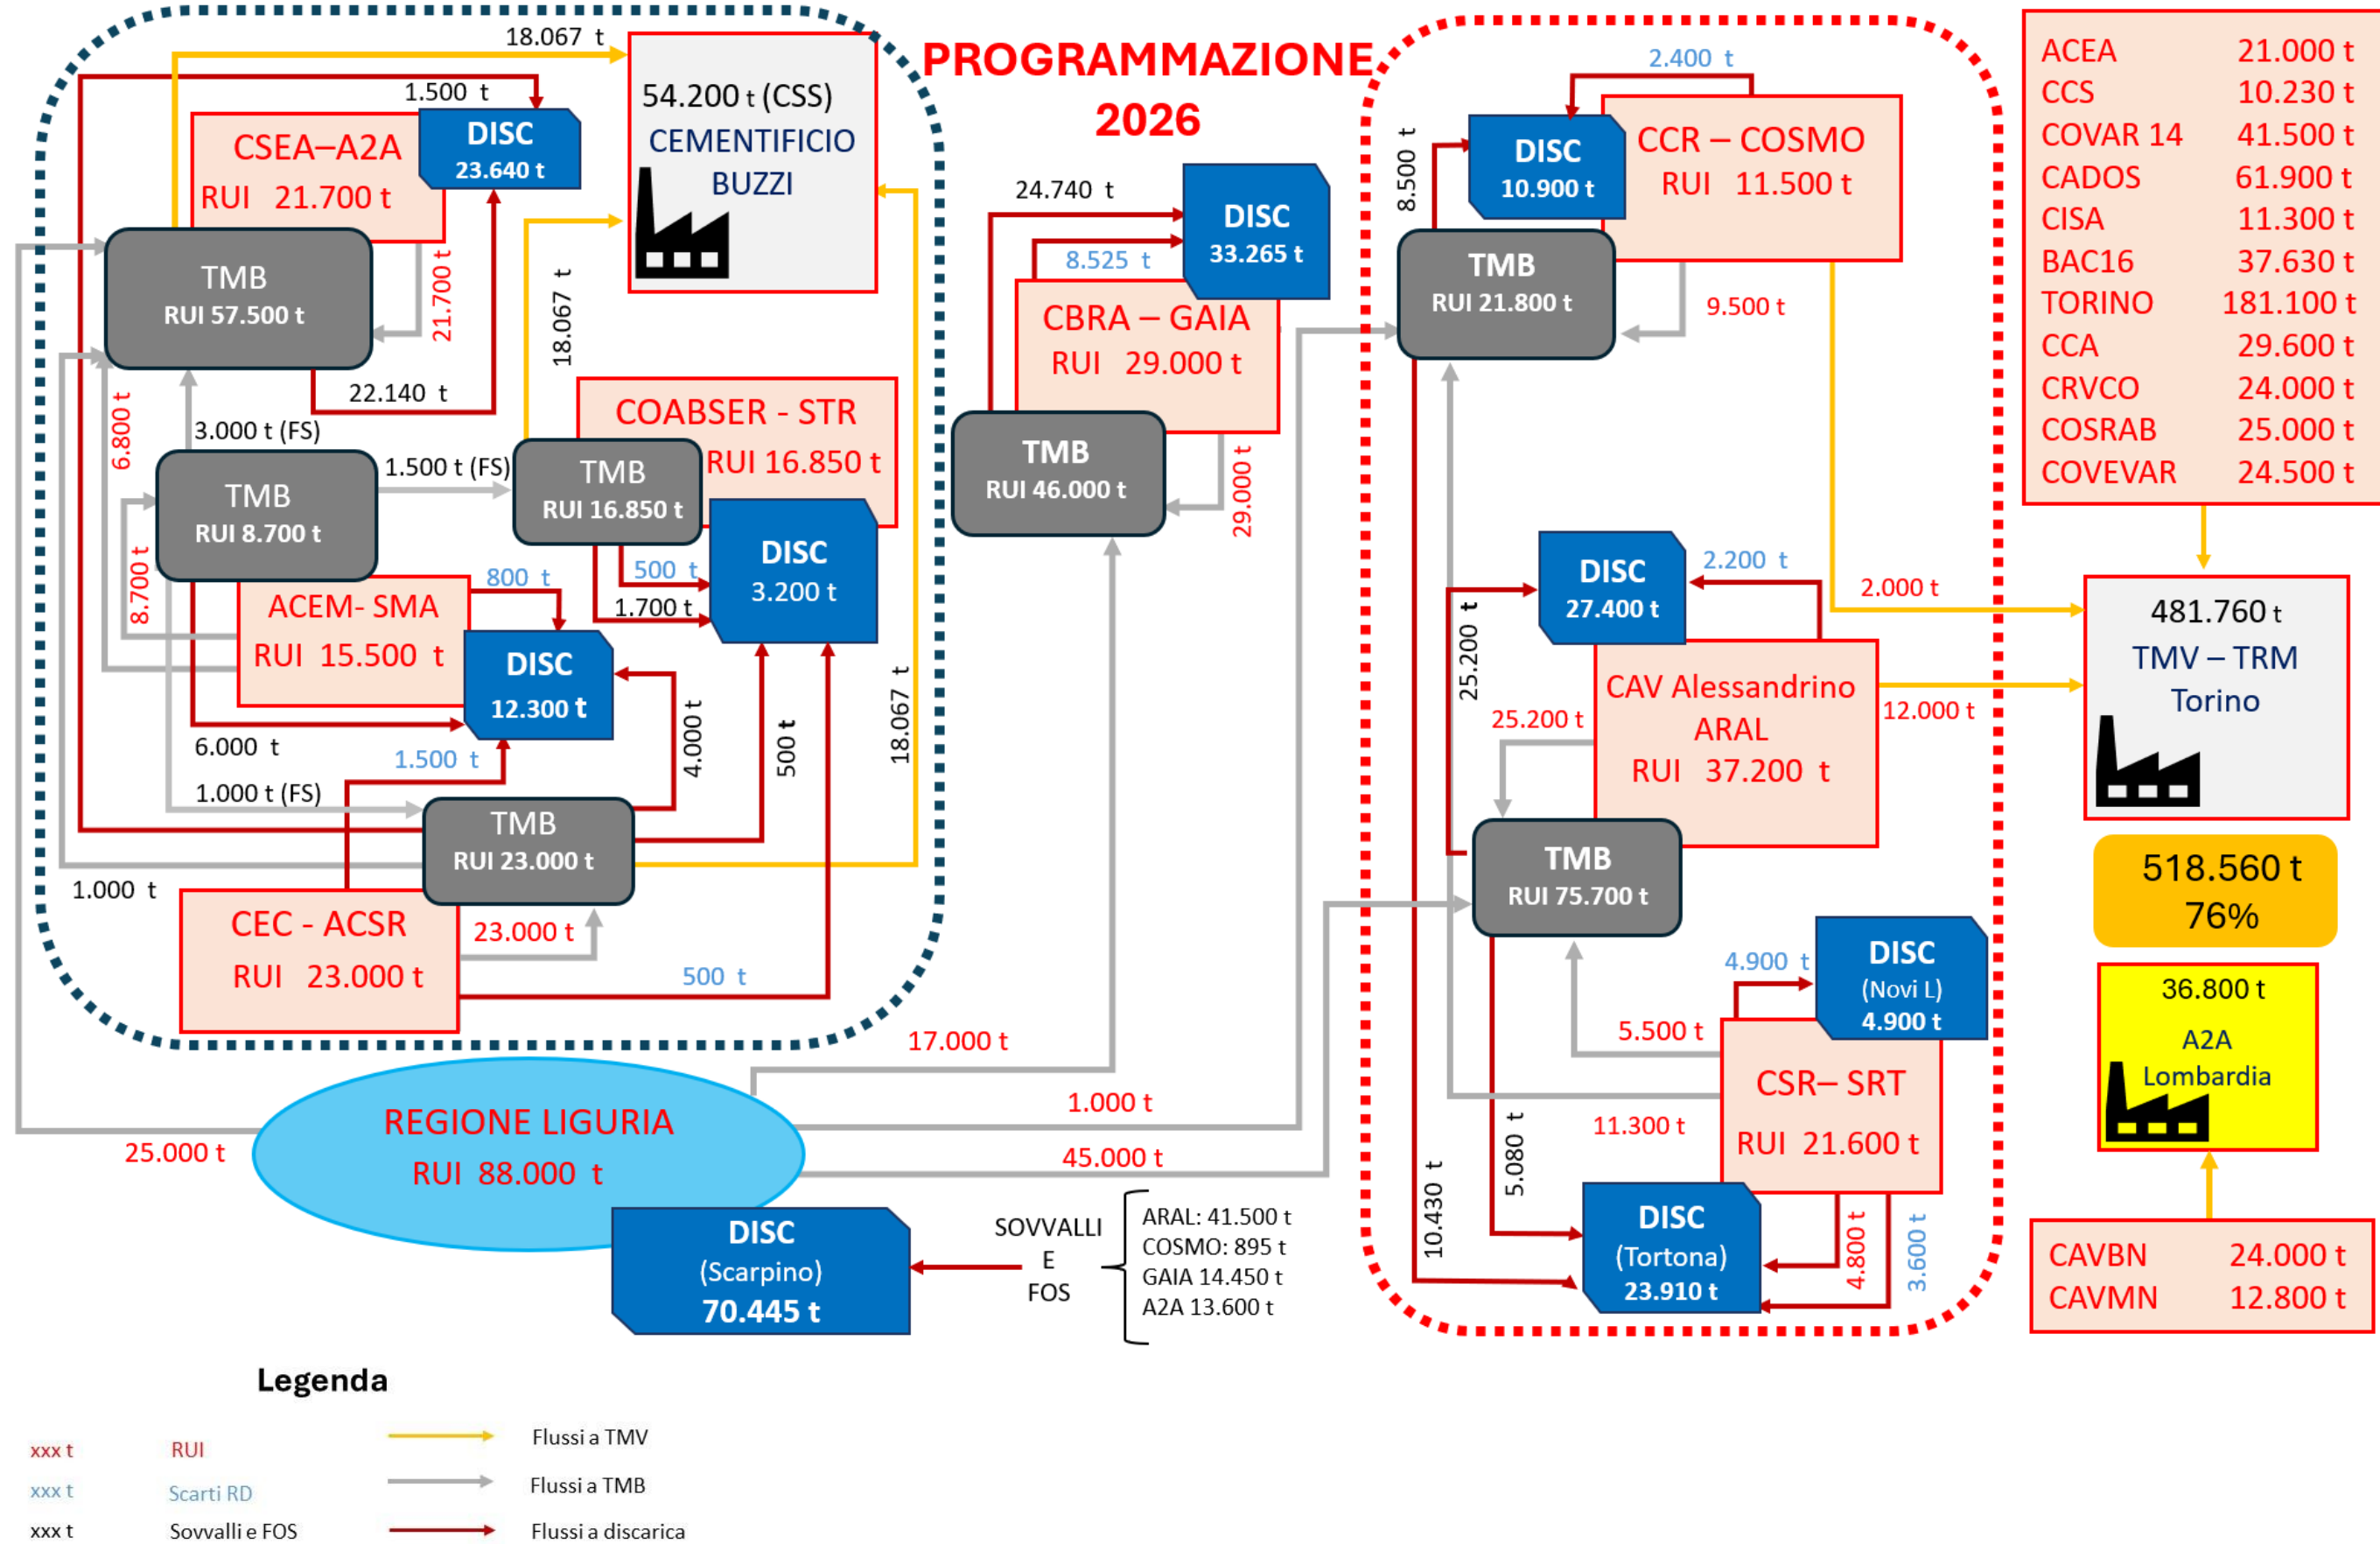 PROGRAMMAZIONE
2026
18.067 t
1.500 t
CSEA–A2A
RUI 21.700 t
DISC
23.640 t
54.200 t (CSS)
CEMENTIFICIO
BUZZI
TMB
RUI 57.500 t
21.700 t
22.140 t
18.067 t
6.800 t
3.000 t (FS)
1.500 t (FS)
TMB
RUI 8.700 t
8.700 t
COABSER - STR
RUI 16.850 t
TMB
RUI 16.850 t
DISC
3.200 t
500 t
1.700 t
800 t
ACEM- SMA
RUI 15.500 t
DISC
12.300 t
6.000 t
1.500 t
4.000 t
500 t
18.067 t
1.000 t (FS)
TMB
RUI 23.000 t
1.000 t
CEC - ACSR
RUI 23.000 t
23.000 t
500 t
24.740 t
8.525 t
DISC
33.265 t
CBRA – GAIA
RUI 29.000 t
TMB
RUI 46.000 t
29.000 t
REGIONE LIGURIA
RUI 88.000 t
25.000 t
17.000 t
1.000 t
45.000 t
DISC
(Scarpino)
70.445 t
SOVVALLI
E
FOS
ARAL: 41.500 t
COSMO: 895 t
GAIA 14.450 t
A2A 13.600 t
2.400 t
8.500 t
DISC
10.900 t
CCR – COSMO
RUI 11.500 t
TMB
RUI 21.800 t
9.500 t
2.000 t
DISC
27.400 t
2.200 t
25.200 t
CAV Alessandrino
ARAL
RUI 37.200 t
25.200 t
12.000 t
TMB
RUI 75.700 t
DISC
(Novi L)
4.900 t
4.900 t
5.500 t
CSR– SRT
RUI 21.600 t
11.300 t
5.080 t
10.430 t
DISC
(Tortona)
23.910 t
4.800 t
3.600 t
ACEA 21.000 t
CCS 10.230 t
COVAR 14 41.500 t
CADOS 61.900 t
CISA 11.300 t
BAC16 37.630 t
TORINO 181.100 t
CCA 29.600 t
CRVCO 24.000 t
COSRAB 25.000 t
COVEVAR 24.500 t
481.760 t
TMV – TRM
Torino
518.560 t
76%
36.800 t
A2A
Lombardia
CAVBN 24.000 t
CAVMN 12.800 t
Legenda
xxx t RUI Flussi a TMV
xxx t Scarti RD Flussi a TMB
xxx t Sovvalli e FOS Flussi a discarica